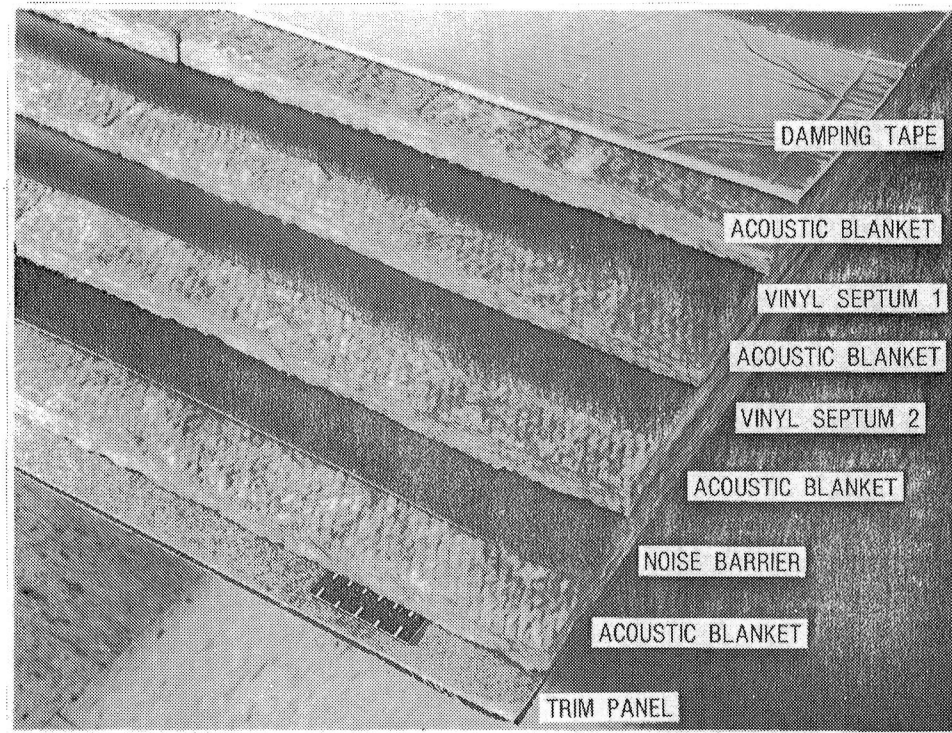 DAMPING TAPE
ACOUSTIC BLANKET
VINYL SEPTUM 1
ACOUSTIC BLANKET
VINYL SEPTUM 2
ACOUSTIC BLANKET
NOISE BARRIER
ACOUSTIC BLANKET
TRIM PANEL